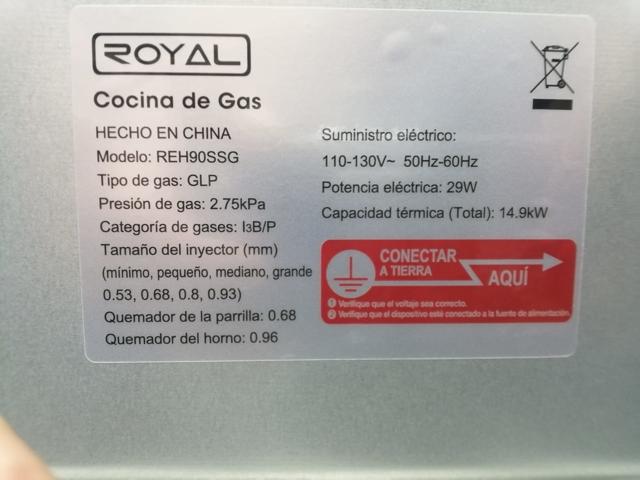 ROYAL
Cocina de Gas
HECHO EN CHINA
Modelo: REH90SSG
Tipo de gas: GLP
Presión de gas: 2.75kPa
Categoría de gases: I3B/P
Tamaño del inyector (mm)
(mínimo, pequeño, mediano, grande
0.53, 0.68, 0.8, 0.93)
Quemador de la parrilla: 0.68
Quemador del horno: 0.96
Suministro eléctrico:
110-130V~ 50Hz-60Hz
Potencia eléctrica: 29W
Capacidad térmica (Total): 14.9kW
CONECTAR
A TIERRA
AQUÍ
1 Verifique que el voltaje sea correcto.
2 Verifique que el dispositivo esté conectado a la fuente de alimentación.